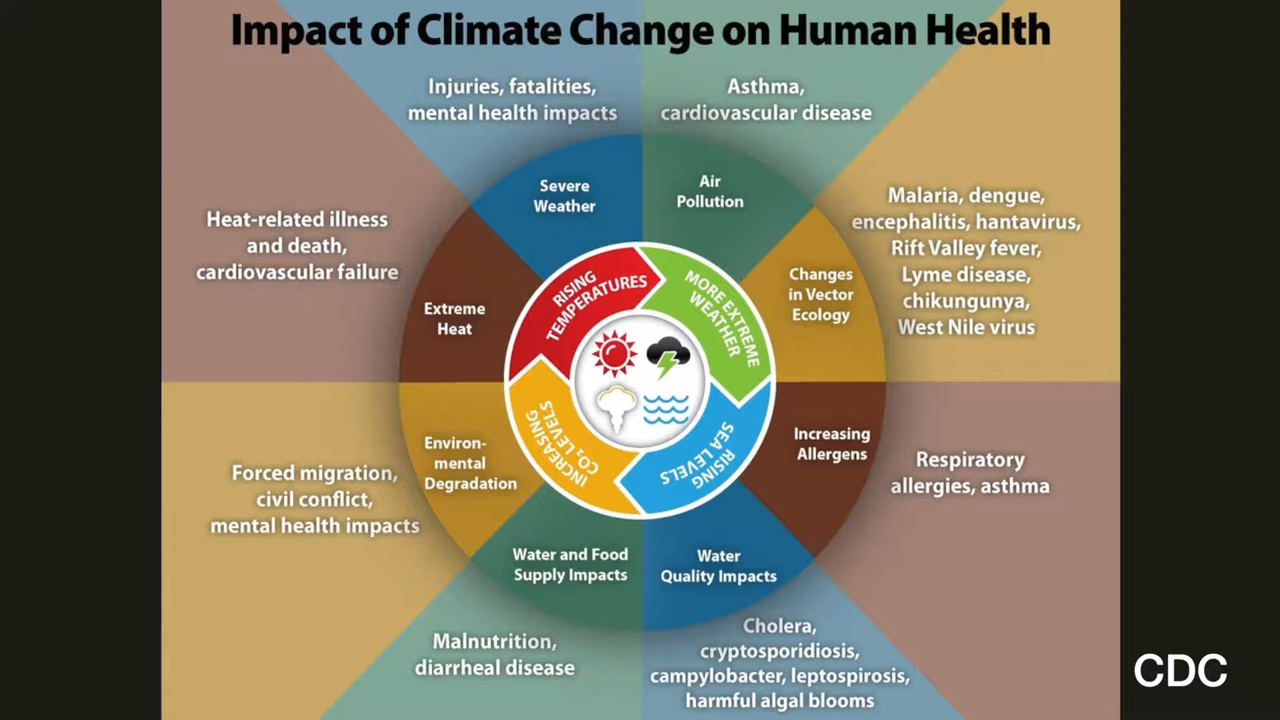 Impact of Climate Change on Human Health
Injuries, fatalities,
mental health impacts
Asthma,
cardiovascular disease
Severe
Weather
Air
Pollution
Malaria, dengue,
encephalitis, hantavirus,
Rift Valley fever,
Lyme disease,
chikungunya,
West Nile virus
Heat-related illness
and death,
cardiovascular failure
Extreme
Heat
Changes
in Vector
Ecology
RISING
TEMPERATURES
MORE EXTREME
WEATHER
INCREASING
CO₂ LEVELS
RISING
SEA LEVELS
Environ-
mental
Degradation
Increasing
Allergens
Forced migration,
civil conflict,
mental health impacts
Respiratory
allergies, asthma
Water and Food
Supply Impacts
Water
Quality Impacts
Malnutrition,
diarrheal disease
Cholera,
cryptosporidiosis,
campylobacter, leptospirosis,
harmful algal blooms
CDC